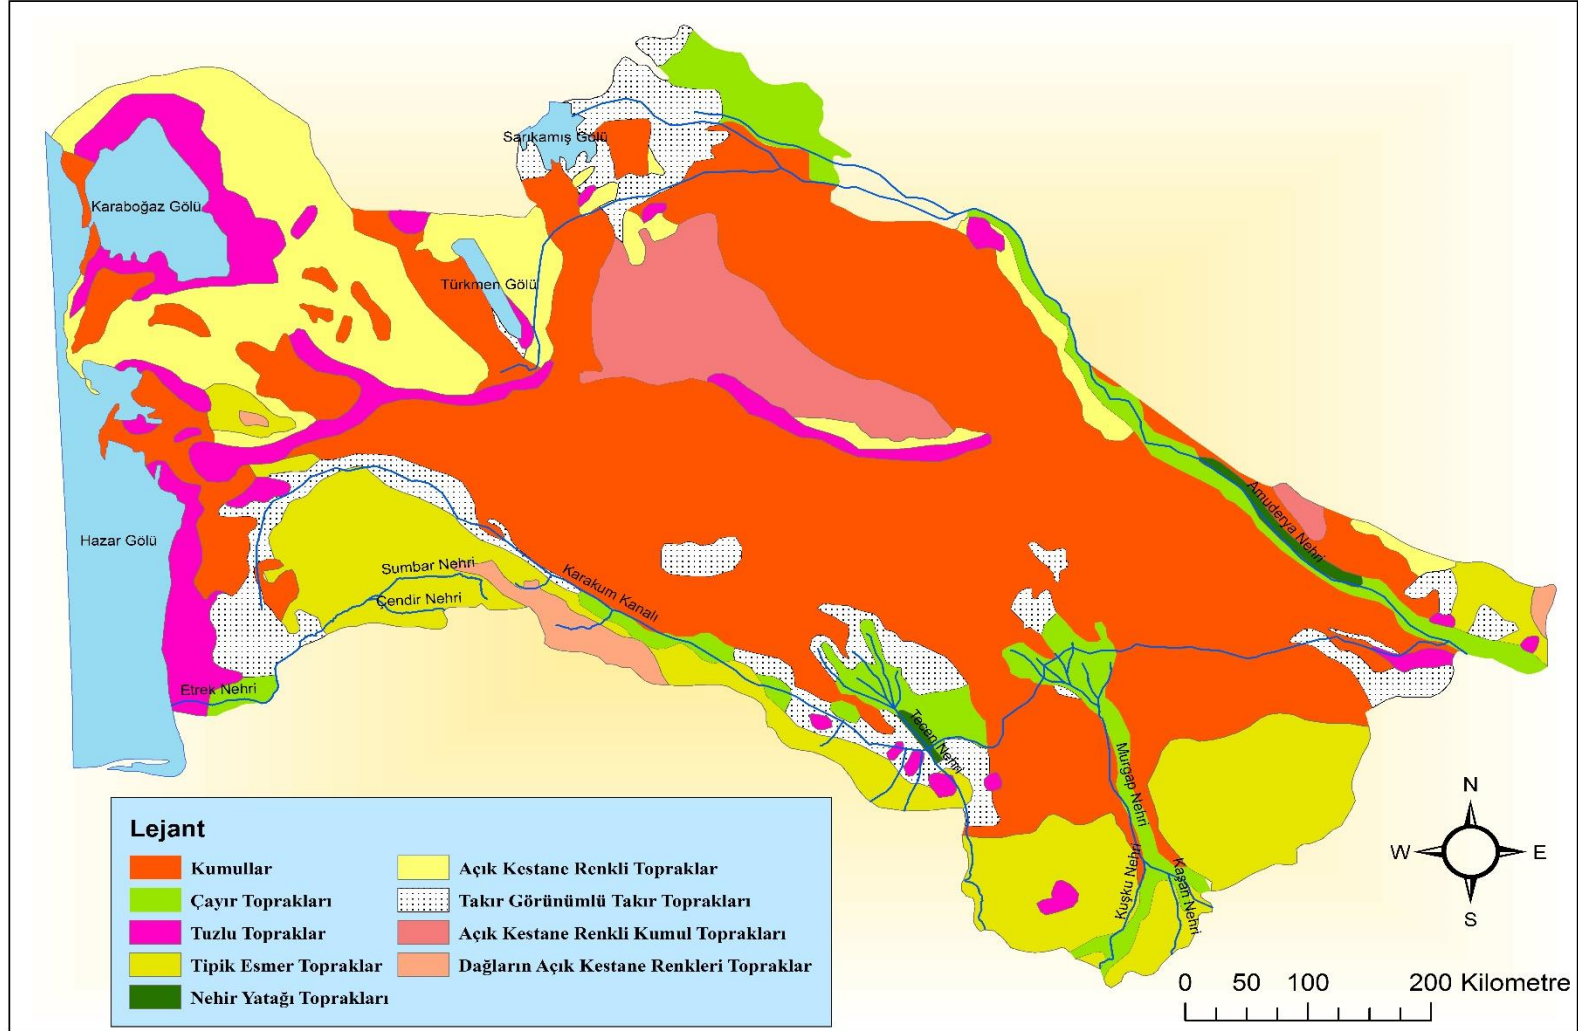 Sarıkamış Gölü
Karaboğaz Gölü
Türkmen Gölü
Amuderya Nehri
Hazar Gölü
Sumbar Nehri
Karakum Kanalı
Çendir Nehri
Etrek Nehri
Tecen Nehri
Murgap Nehri
Kuşku Nehri
Kaşan Nehri
Lejant
Kumullar
Çayır Toprakları
Tuzlu Topraklar
Tipik Esmer Topraklar
Nehir Yatağı Toprakları
Açık Kestane Renkli Topraklar
Takır Görünümlü Takır Toprakları
Açık Kestane Renkli Kumul Toprakları
Dağların Açık Kestane Renkleri Topraklar
N
W E
S
0 50 100 200 Kilometre